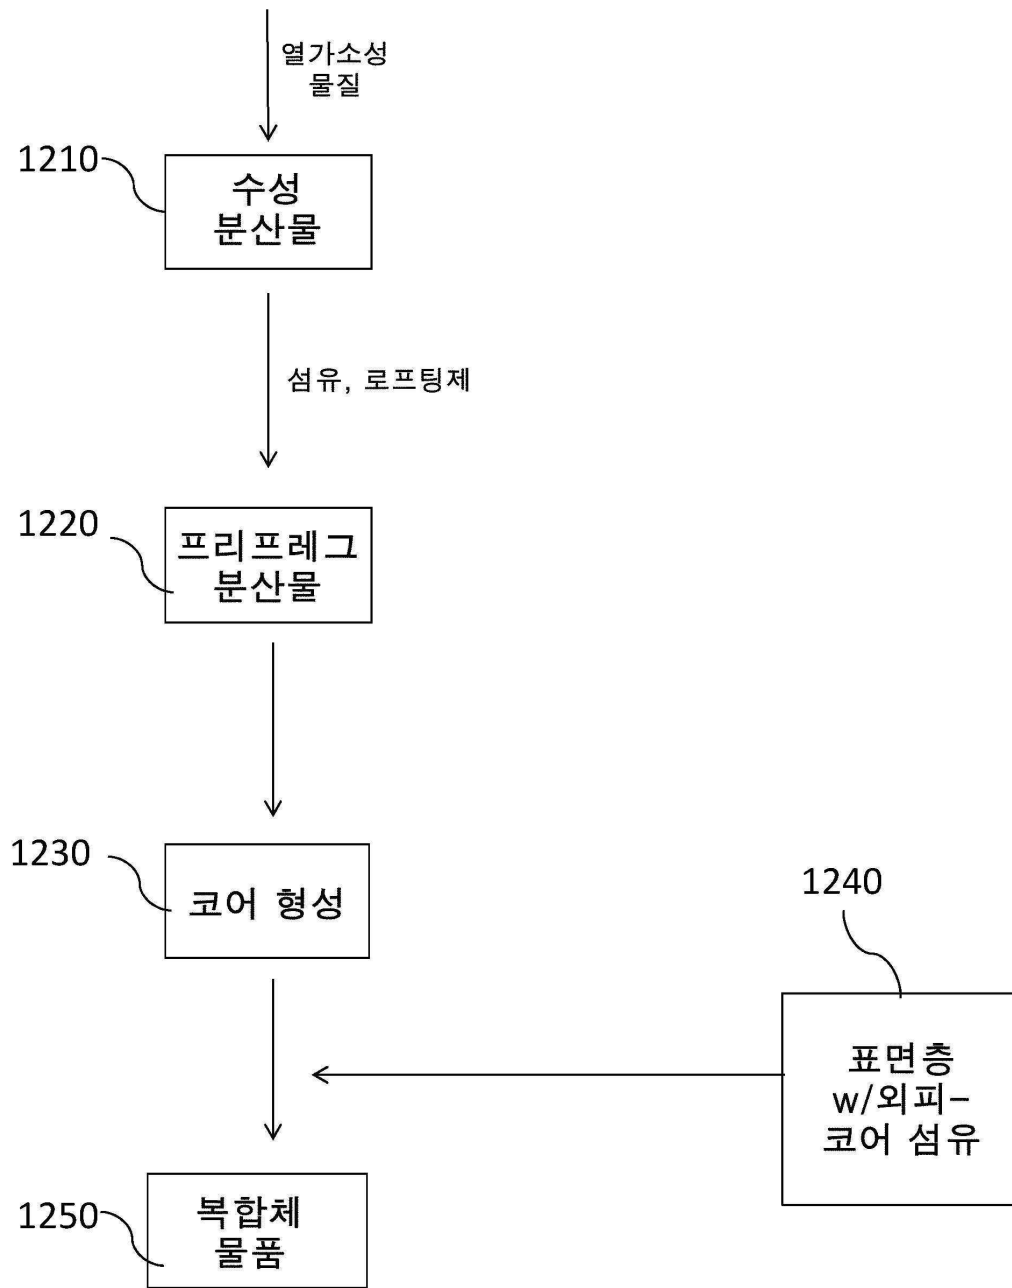 열가소성
물질
1210
수성
분산물
섬유, 로프팅제
1220
프리프레그
분산물
1230
코어 형성
1240
표면층
w/외피-
코어 섬유
1250
복합체
물품